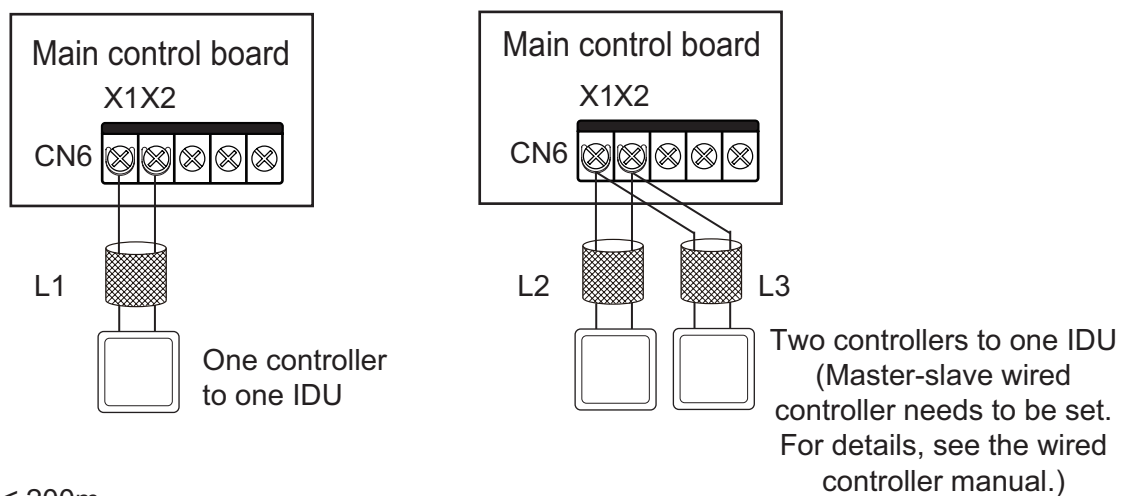 Main control board
X1X2
CN6
L1
One controller
to one IDU
Main control board
X1X2
CN6
L2
L3
Two controllers to one IDU
(Master-slave wired
controller needs to be set.
For details, see the wired
controller manual.)
200m